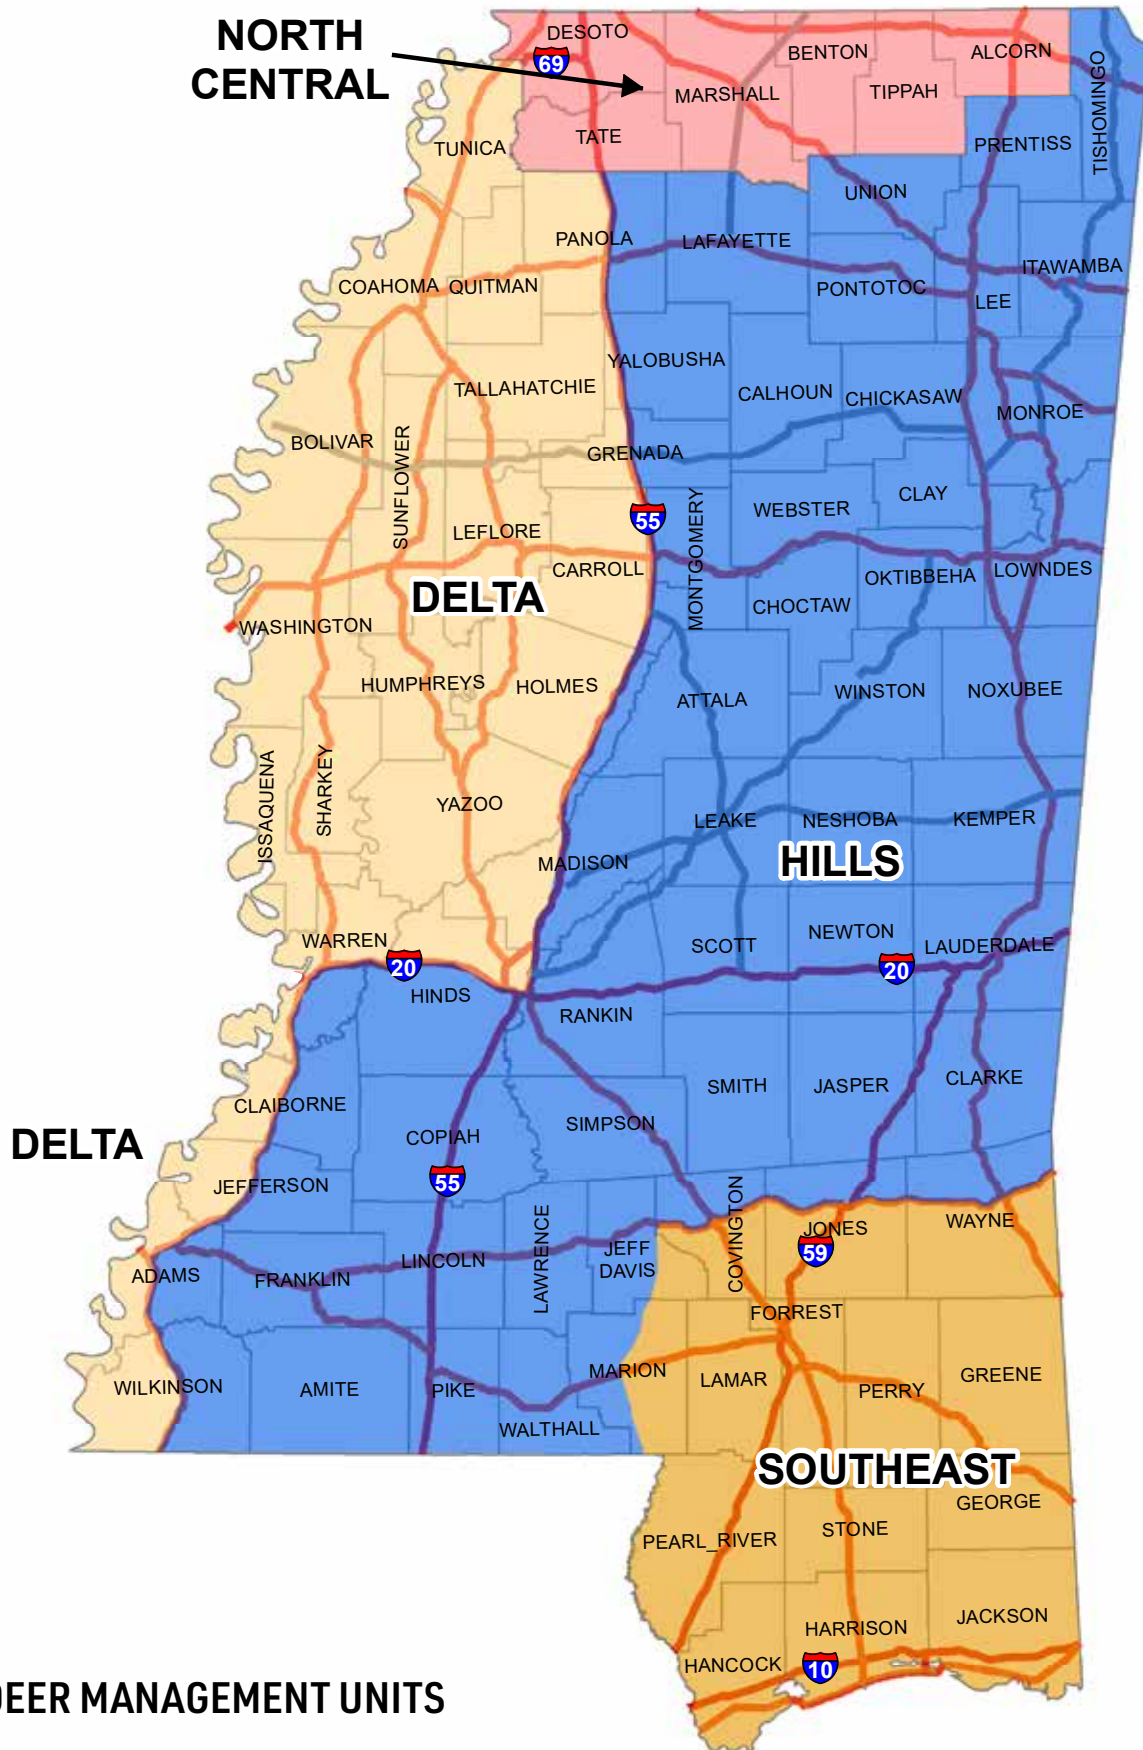 NORTH
CENTRAL
DESOTO
69
BENTON
ALCORN
MARSHALL
TIPPAH
TISHOMINGO
TATE
TUNICA
PRENTISS
UNION
PANOLA
LAFAYETTE
ITAWAMBA
COAHOMA
QUITMAN
PONTOTOC
LEE
YALOBUSHA
TALLAHATCHIE
CALHOUN
CHICKASAW
MONROE
BOLIVAR
SUNFLOWER
GRENADA
MONTGOMERY
WEBSTER
CLAY
55
LEFLORE
CARROLL
OKTIBBEHA
LOWNDES
DELTA
CHOCTAW
WASHINGTON
HUMPHREYS
HOLMES
ATTALA
WINSTON
NOXUBEE
ISSAQUENA
SHARKEY
YAZOO
LEAKE
NESHOBA
KEMPER
MADISON
HILLS
WARREN
SCOTT
NEWTON
LAUDERDALE
20
20
HINDS
RANKIN
SMITH
JASPER
CLARKE
CLAIBORNE
SIMPSON
DELTA
COPIAH
55
JEFFERSON
LAWRENCE
COVINGTON
JONES
WAYNE
59
JEFF
DAVIS
ADAMS
FRANKLIN
LINCOLN
FORREST
MARION
WILKINSON
AMITE
PIKE
LAMAR
PERRY
GREENE
WALTHALL
SOUTHEAST
GEORGE
PEARL_RIVER
STONE
HARRISON
JACKSON
HANCOCK
10
DEER MANAGEMENT UNITS